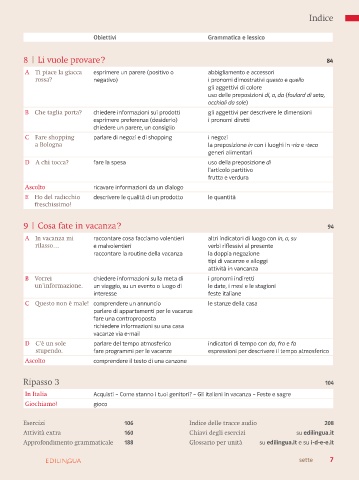 Indice
Obiettivi Grammatica e lessico
8 | Li vuole provare? 84
A Ti piace la giacca rossa? esprimere un parere (positivo o negativo) abbigliamento e accessori
i pronomi dimostrativi questo e quello
gli aggettivi di colore
uso delle preposizioni di, a, da (foulard di seta, occhiali da sole)
B Che taglia porta? chiedere informazioni sui prodotti gli aggettivi per descrivere le dimensioni
esprimere preferenza (desiderio) i pronomi diretti
chiedere un parere, un consiglio
C Fare shopping a Bologna parlare di negozi e di shopping i negozi
la preposizione in con i luoghi in -ria e -teca
generi alimentari
D A chi tocca? fare la spesa uso della preposizione di
l'articolo partitivo
frutta e verdura
Ascolto ricavare informazioni da un dialogo
E Ho del radicchio freschissimo! descrivere le qualità di un prodotto le quantità
9 | Cosa fate in vacanza? 94
A In vacanza mi rilasso... raccontare cosa facciamo volentieri e malvolentieri altri indicatori di luogo con in, a, su
verbi riflessivi al presente
raccontare la routine della vacanza la doppia negazione
tipi di vacanze e alloggi
attività in vancanza
B Vorrei un'informazione. chiedere informazioni sulla meta di un viaggio, su un evento o luogo di interesse i pronomi indiretti
le date, i mesi e le stagioni
feste italiane
C Questo non è male! comprendere un annuncio le stanze della casa
parlare di appartamenti per le vacanze
fare una controproposta
richiedere informazioni su una casa vacanze via e-mail
D C'è un sole stupendo. parlare del tempo atmosferico indicatori di tempo con da, fra e fa
fare programmi per le vacanze espressioni per descrivere il tempo atmosferico
Ascolto comprendere il testo di una canzone
Ripasso 3 104
In Italia Acquisti – Come stanno i tuoi genitori? – Gli italiani in vacanza – Feste e sagre
Giochiamo! gioco
Esercizi 106 Indice delle tracce audio 208
Attività extra 160 Chiavi degli esercizi su edilingua.it
Approfondimento grammaticale 188 Glossario per unità su edilingua.it e su i-d-e-e.it
EDILINGUA sette 7